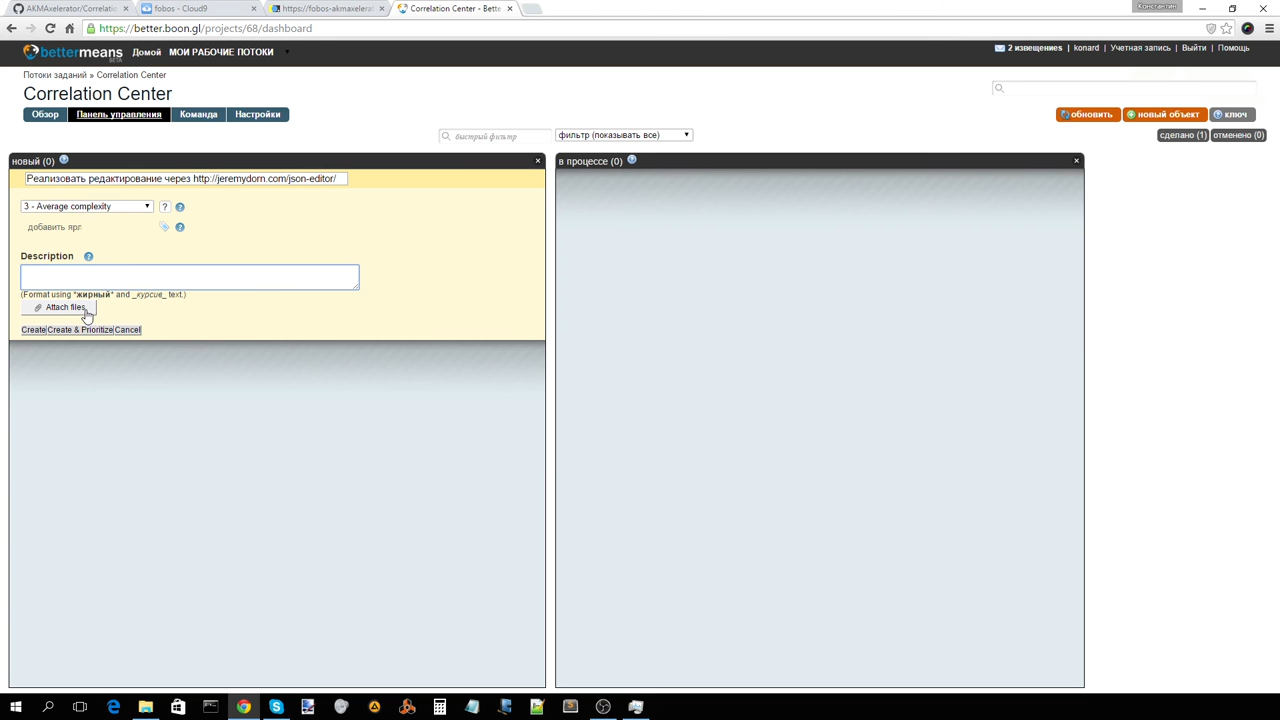 AKMAxelerator/Correlatio
fobos - Cloud9
https://fobos-akmaxelerat
Correlation Center - Bette
Константин
https://better.boon.gl/projects/68/dashboard
bettermeans
BETA
Домой
МОИ РАБОЧИЕ ПОТОКИ
2 извещениея
konard
Учетная запись
Выйти
Помощь
Потоки заданий » Correlation Center
Correlation Center
Обзор
Панель управления
Команда
Настройки
обновить
новый объект
ключ
быстрый фильтр
фильтр (показывать все)
сделано (1)
отменено (0)
новый (0)
в процессе (0)
Реализовать редактирование через http://jeremydorn.com/json-editor/
3 - Average complexity
?
добавить ярл
Description
(Format using *жирный* and _курсив_ text.)
Attach files
Create Create & Prioritize Cancel